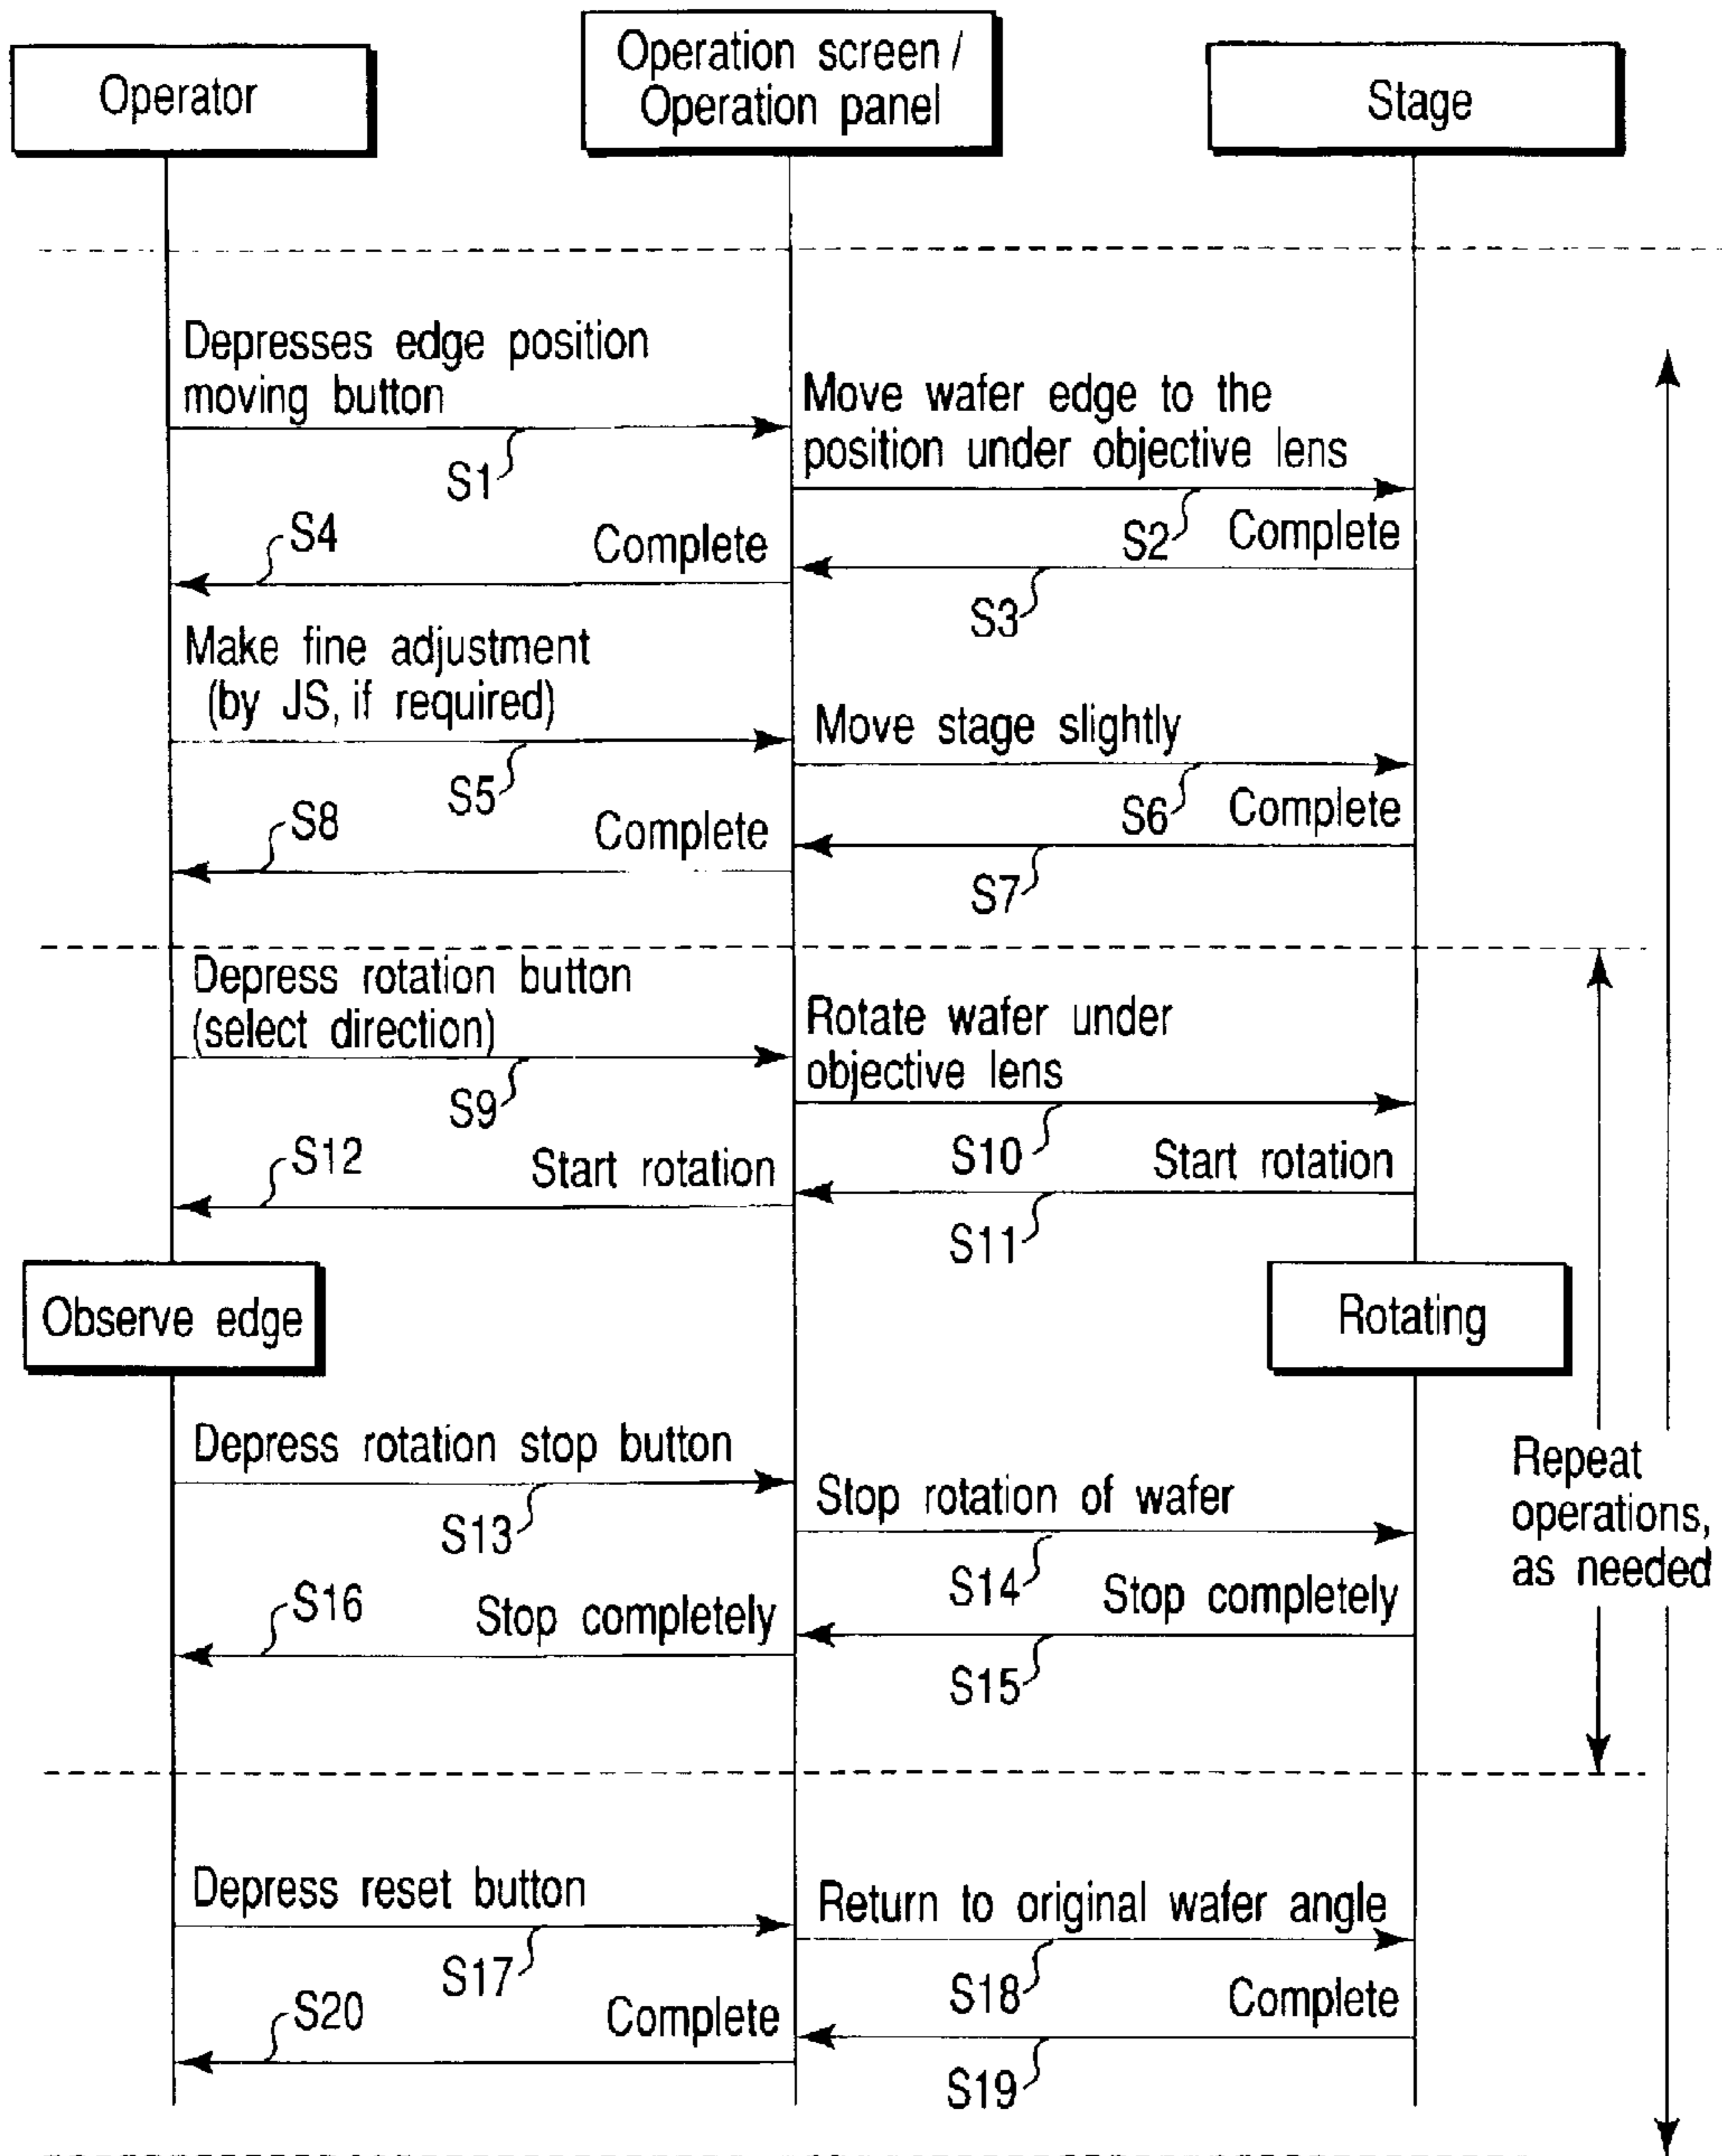 Operator
Operation screen /
Operation panel
Stage
Depresses edge position
moving button
S1
Move wafer edge to the
position under objective lens
S2
Complete
S3
S4
Complete
Make fine adjustment
(by JS, if required)
S5
Move stage slightly
S6
Complete
S7
S8
Complete
Depress rotation button
(select direction)
S9
Rotate wafer under
objective lens
S10
Start rotation
S11
S12
Start rotation
Observe edge
Rotating
Depress rotation stop button
S13
Stop rotation of wafer
S14
Stop completely
S15
S16
Stop completely
Repeat
operations,
as needed
Depress reset button
S17
Return to original wafer angle
S18
Complete
S19
S20
Complete